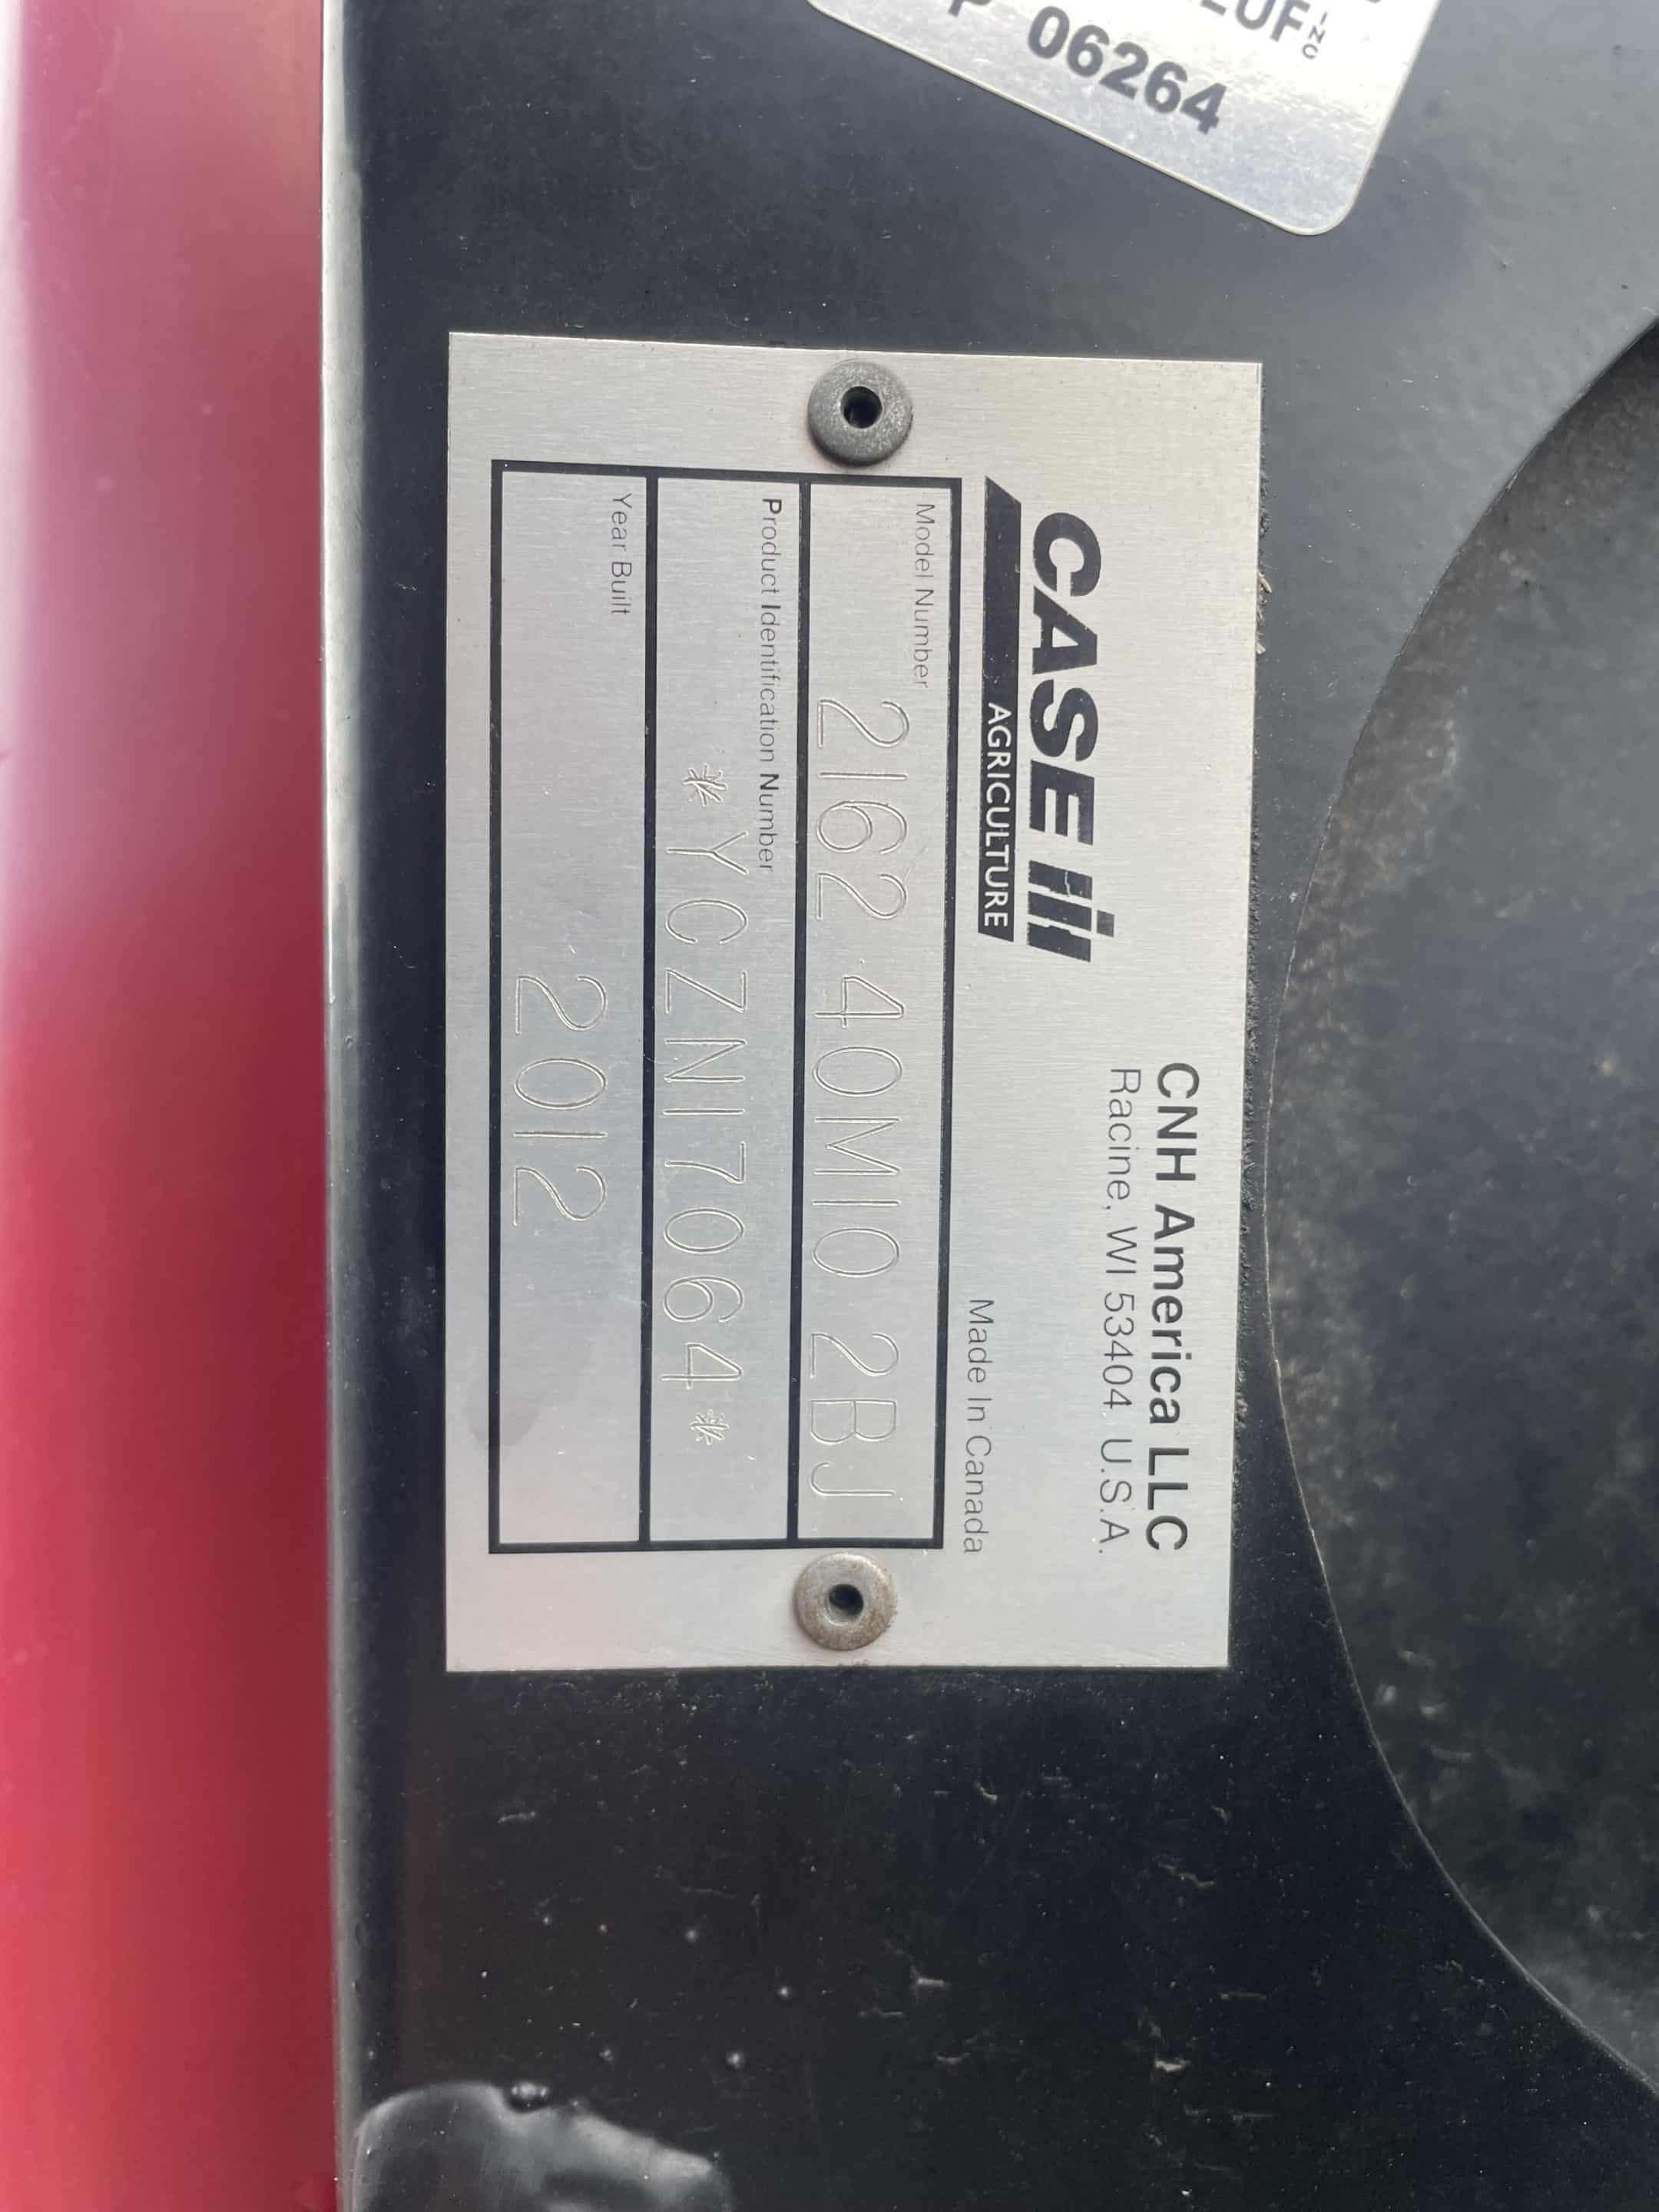 06264
CASE IH
AGRICULTURE
CNH America LLC
Racine, WI 53404 U.S.A.
Made In Canada
Model Number
2162 40M10 2BJ
Product Identification Number
*YCZN17064*
Year Built
2012